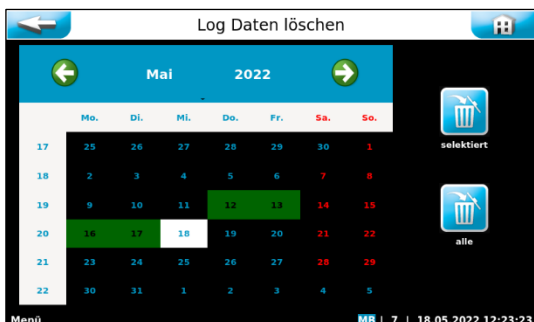 Log Daten löschen
Mai 2022
Mo. Di. Mi. Do. Fr. Sa. So.
17 25 26 27 28 29 30 1
18 2 3 4 5 6 7 8
19 9 10 11 12 13 14 15
20 16 17 18 19 20 21 22
21 23 24 25 26 27 28 29
22 30 31 1 2 3 4 5
selektiert
alle
Menü MB | 7 | 18.05.2022 12:23:23